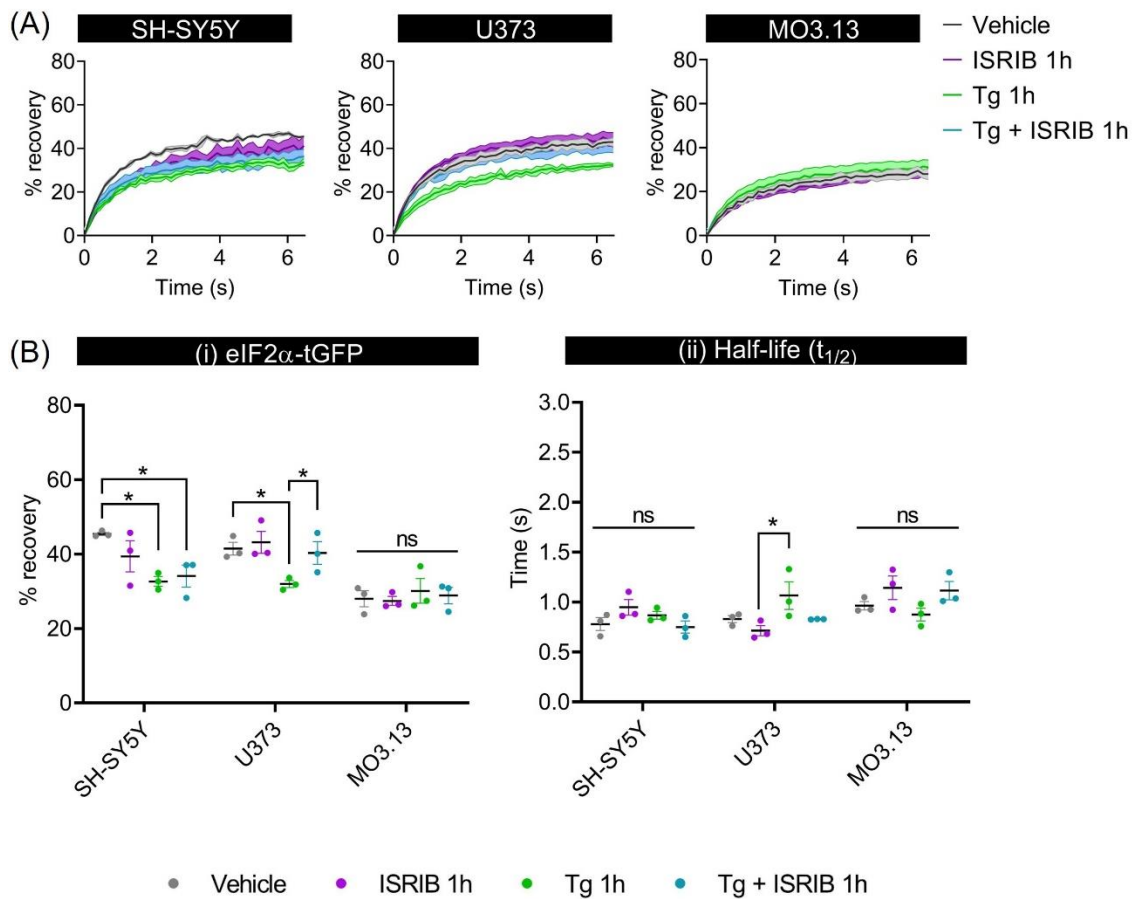 (A)
SH-SY5Y
U373
MO3.13
Vehicle
ISRIB 1h
Tg 1h
Tg + ISRIB 1h
% recovery
80
60
40
20
0
0 2 4 6
Time (s)
% recovery
80
60
40
20
0
0 2 4 6
Time (s)
% recovery
80
60
40
20
0
0 2 4 6
Time (s)
(B)
(i) eIF2α-tGFP
% recovery
80
60
40
20
0
*
*
*
*
ns
SH-SY5Y
U373
MO3.13
(ii) Half-life (t1/2)
Time (s)
3.0
2.5
2.0
1.5
1.0
0.5
0.0
ns
*
ns
SH-SY5Y
U373
MO3.13
Vehicle ISRIB 1h Tg 1h Tg + ISRIB 1h